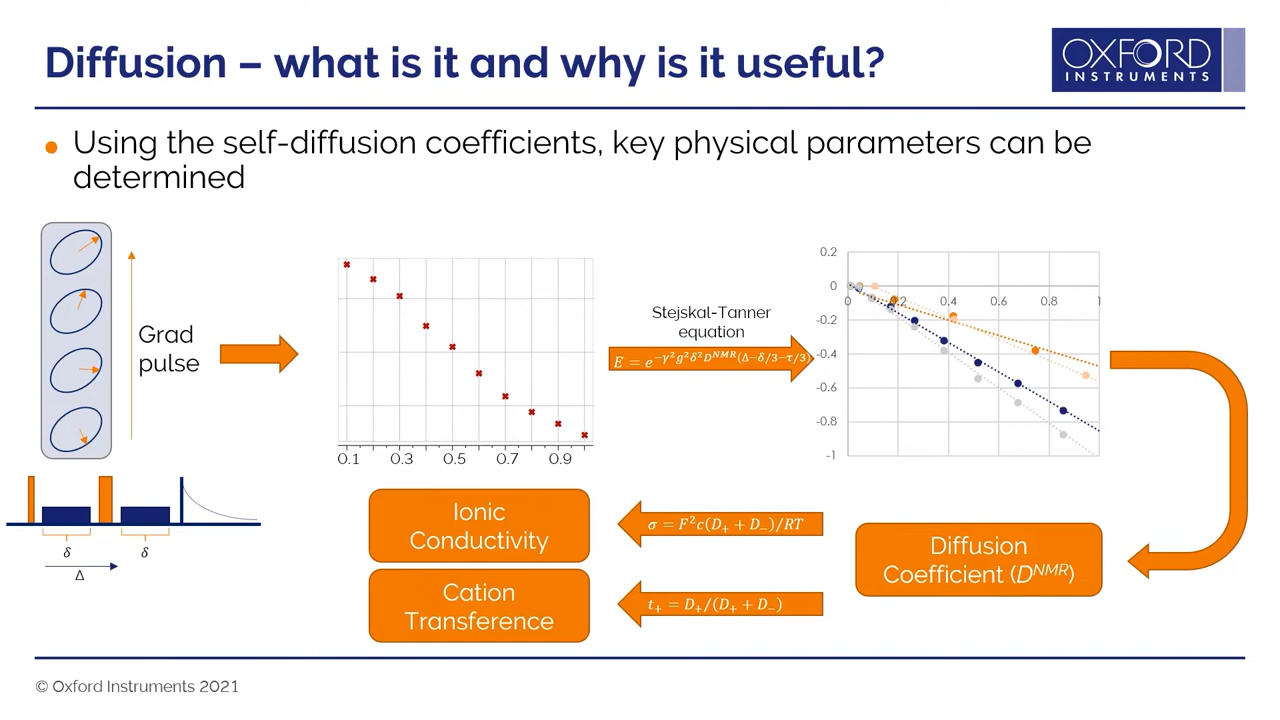 Diffusion – what is it and why is it useful?
OXFORD
INSTRUMENTS
• Using the self-diffusion coefficients, key physical parameters can be
determined
Grad
pulse
δ
δ
Δ
0.1 0.3 0.5 0.7 0.9
Stejskal-Tanner
equation
E = e^{−γ²g²δ²D^{NMR}(Δ−δ/3−τ/3)}
0.2
0
-0.2
-0.4
-0.6
-0.8
-1
0 0.2 0.4 0.6 0.8 1
Diffusion
Coefficient (D^{NMR})
σ = F²c(D₊ + D₋)/RT
Ionic
Conductivity
t₊ = D₊/(D₊ + D₋)
Cation
Transference
© Oxford Instruments 2021